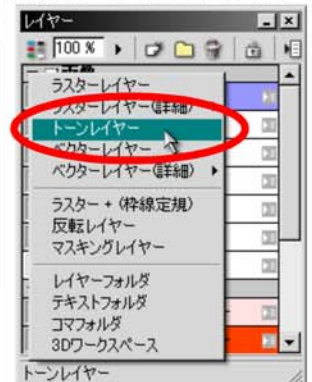 レイヤー
100 %
画像
ラスターレイヤー
ラスターレイヤー(詳細)
トーンレイヤー
ベクターレイヤー
ベクターレイヤー(詳細)
ラスター + (枠線定規)
反転レイヤー
マスキングレイヤー
レイヤーフォルダ
テキストフォルダ
コマフォルダ
3Dワークスペース
トーンレイヤー